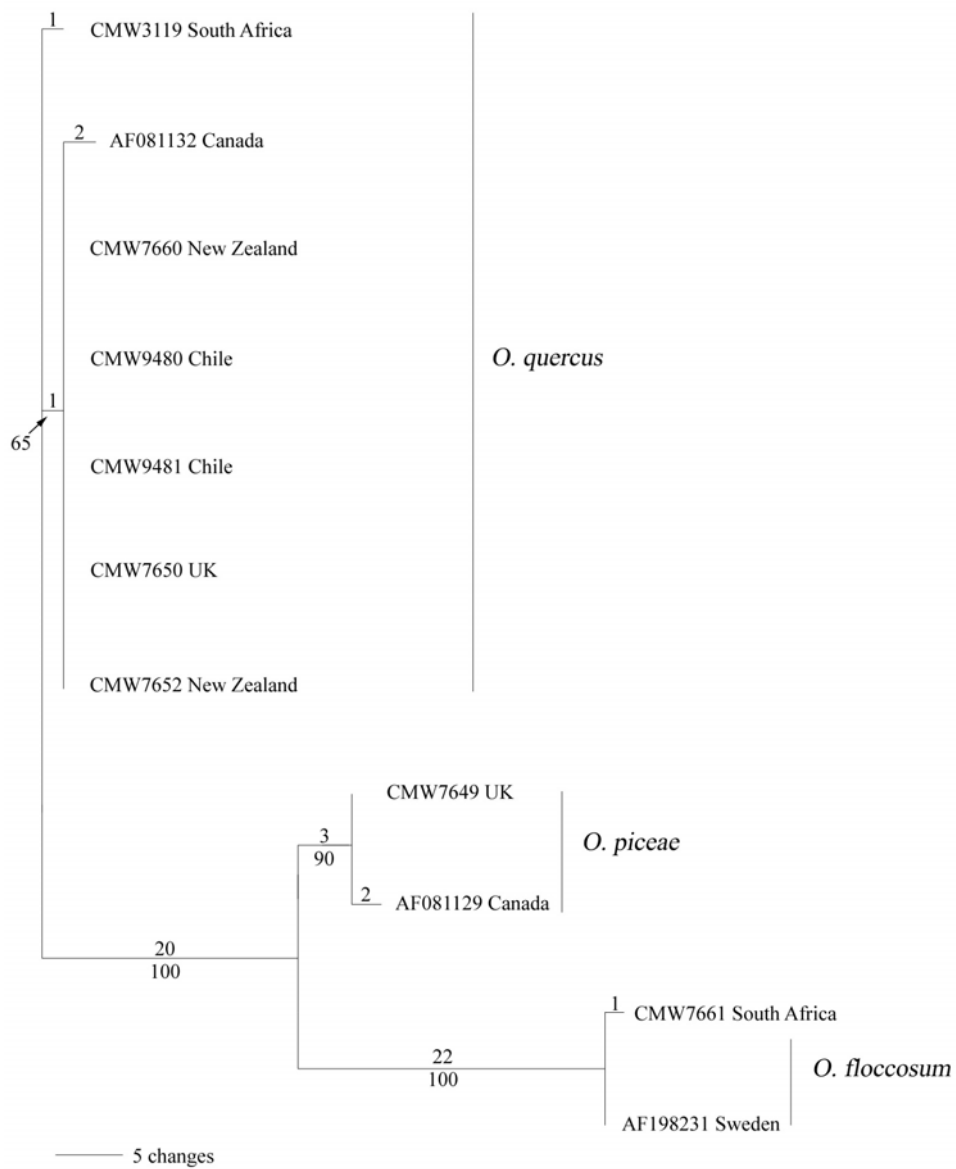 1
CMW3119 South Africa
2
AF081132 Canada
CMW7660 New Zealand
CMW9480 Chile
O. quercus
1
65
CMW9481 Chile
CMW7650 UK
CMW7652 New Zealand
CMW7649 UK
3
90
O. piceae
2
AF081129 Canada
20
100
1
CMW7661 South Africa
22
100
O. floccosum
AF198231 Sweden
5 changes